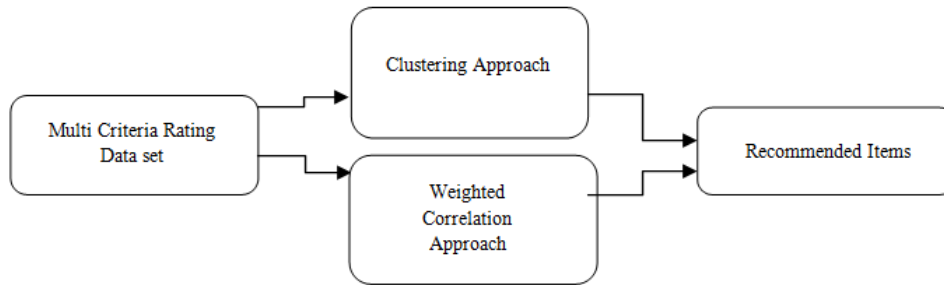 Multi Criteria Rating
Data set
Clustering Approach
Weighted
Correlation
Approach
Recommended Items